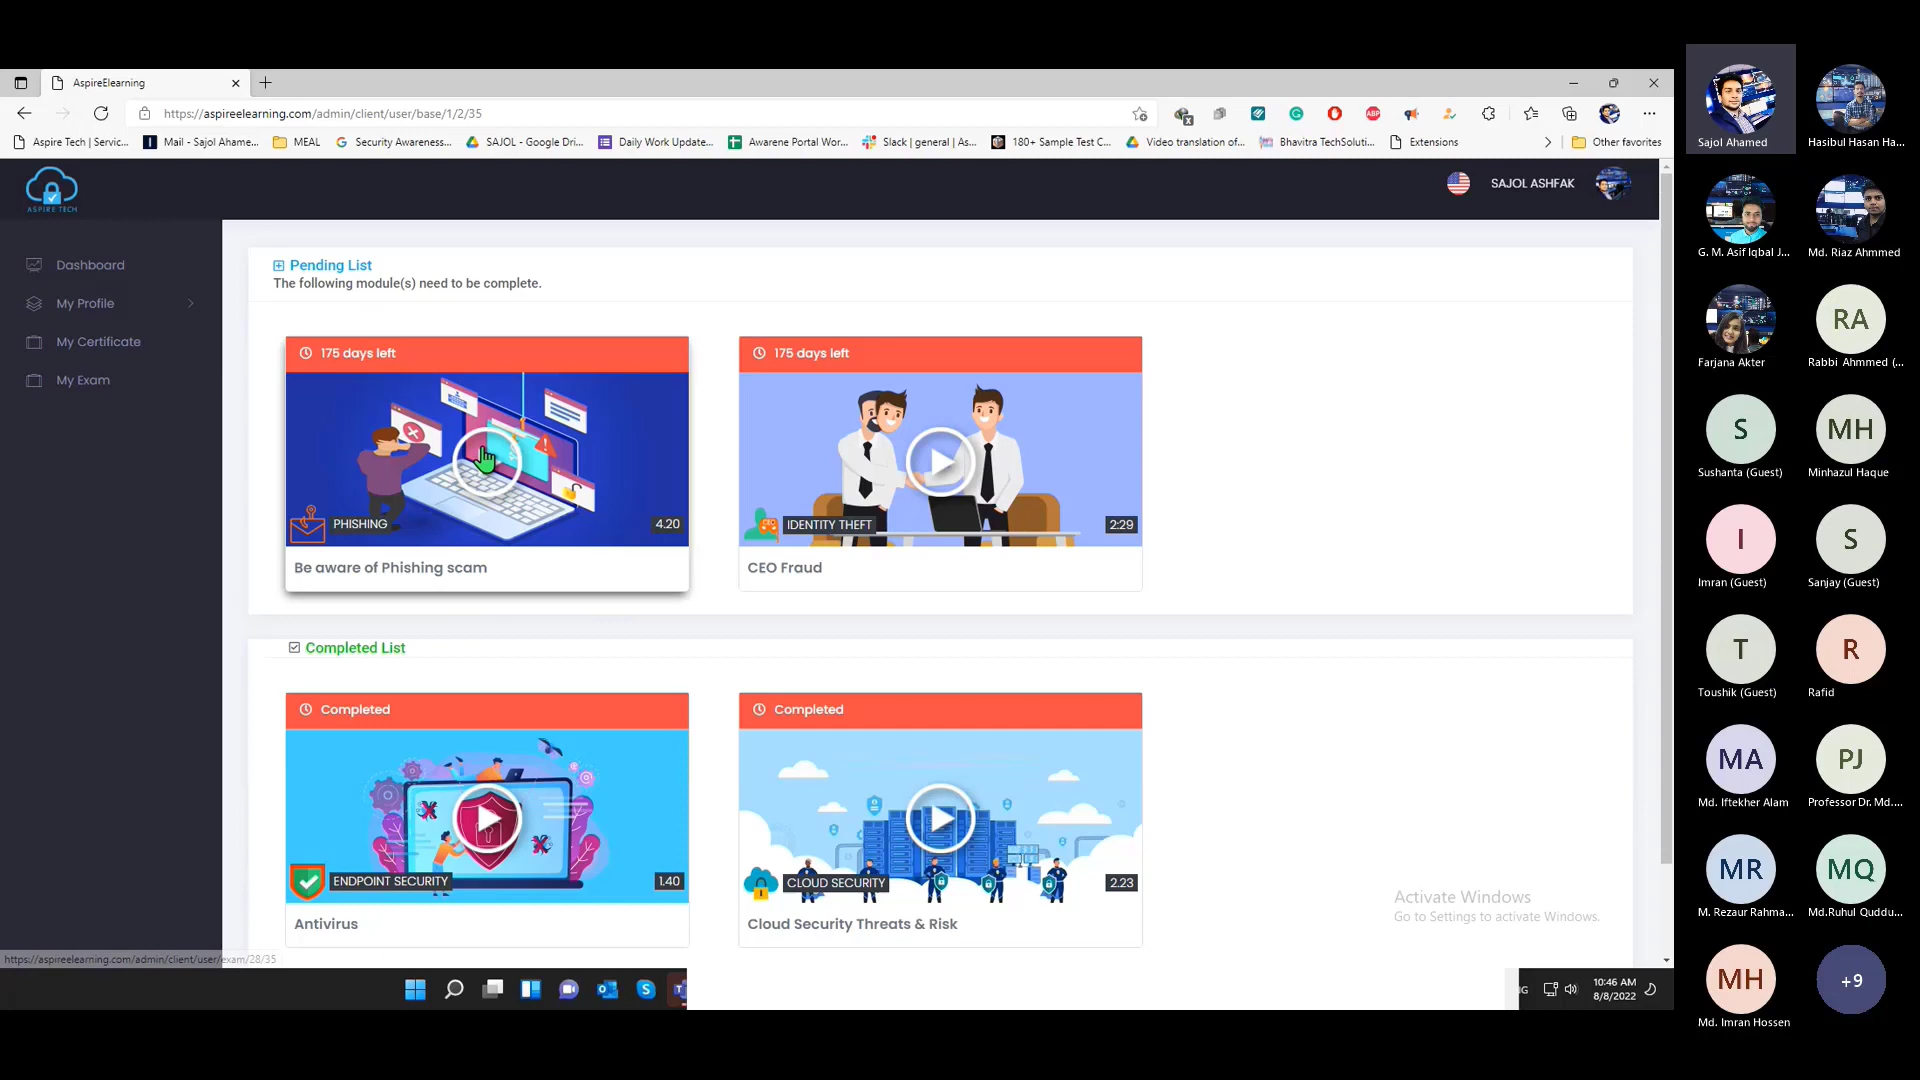 AspireElearning
https://aspireelearning.com/admin/client/user/base/1/2/35
Aspire Tech | Servic...
Mail - Sajol Ahame...
MEAL
Security Awareness...
SAJOL - Google Dri...
Daily Work Update...
Awarene Portal Wor...
Slack | general | As...
180+ Sample Test C...
Video translation of...
Bhavitra TechSoluti...
Extensions
Other favorites
ASPIRE TECH
SAJOL ASHFAK
Dashboard
My Profile
My Certificate
My Exam
Pending List
The following module(s) need to be complete.
175 days left
PHISHING
4.20
Be aware of Phishing scam
175 days left
IDENTITY THEFT
2:29
CEO Fraud
Completed List
Completed
ENDPOINT SECURITY
1.40
Antivirus
Completed
CLOUD SECURITY
2.23
Cloud Security Threats & Risk
Activate Windows
Go to Settings to activate Windows.
https://aspireelearning.com/admin/client/user/exam/28/35
10:46 AM
8/8/2022
Sajol Ahamed
Hasibul Hasan Ha...
G. M. Asif Iqbal J...
Md. Riaz Ahmmed
Farjana Akter
RA
Rabbi Ahmmed (...
S
Sushanta (Guest)
MH
Minhazul Haque
I
Imran (Guest)
S
Sanjay (Guest)
T
Toushik (Guest)
R
Rafid
MA
Md. Iftekher Alam
PJ
Professor Dr. Md....
MR
M. Rezaur Rahma...
MQ
Md.Ruhul Quddu...
MH
Md. Imran Hossen
+9